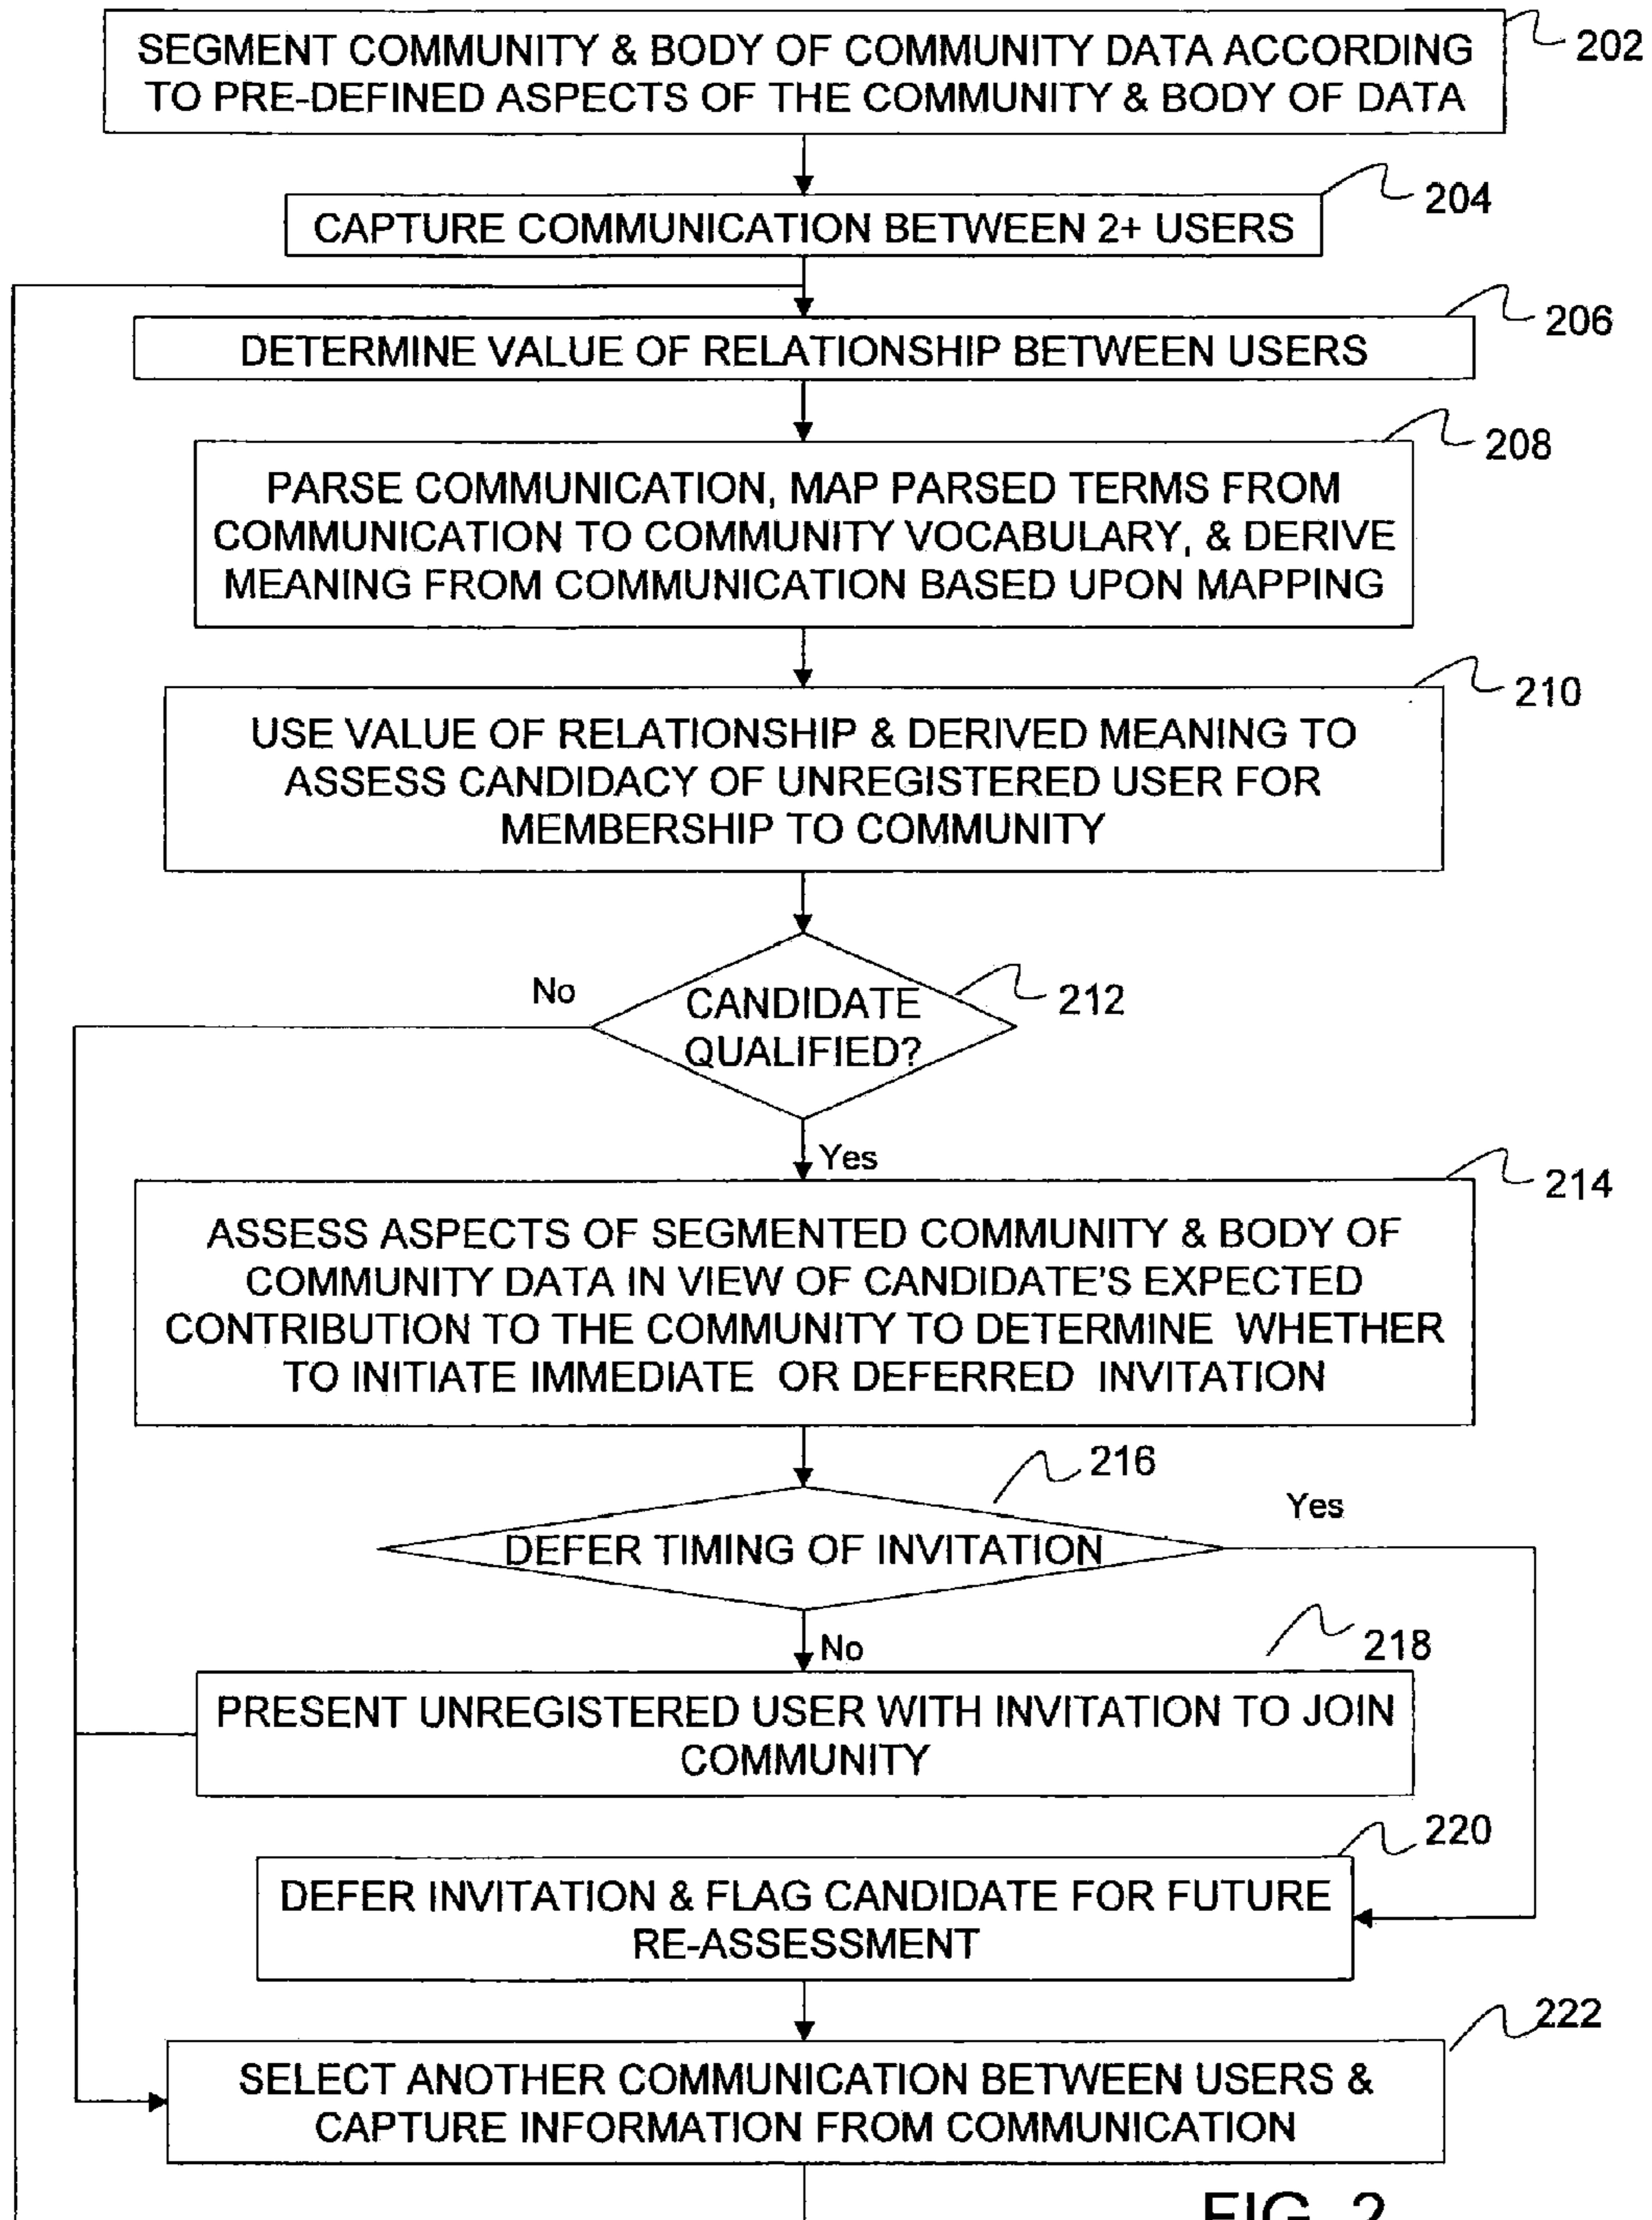 SEGMENT COMMUNITY & BODY OF COMMUNITY DATA ACCORDING
TO PRE-DEFINED ASPECTS OF THE COMMUNITY & BODY OF DATA
202
CAPTURE COMMUNICATION BETWEEN 2+ USERS
204
DETERMINE VALUE OF RELATIONSHIP BETWEEN USERS
206
PARSE COMMUNICATION, MAP PARSED TERMS FROM
COMMUNICATION TO COMMUNITY VOCABULARY, & DERIVE
MEANING FROM COMMUNICATION BASED UPON MAPPING
208
USE VALUE OF RELATIONSHIP & DERIVED MEANING TO
ASSESS CANDIDACY OF UNREGISTERED USER FOR
MEMBERSHIP TO COMMUNITY
210
No
CANDIDATE
QUALIFIED?
212
Yes
ASSESS ASPECTS OF SEGMENTED COMMUNITY & BODY OF
COMMUNITY DATA IN VIEW OF CANDIDATE'S EXPECTED
CONTRIBUTION TO THE COMMUNITY TO DETERMINE WHETHER
TO INITIATE IMMEDIATE OR DEFERRED INVITATION
214
DEFER TIMING OF INVITATION
216
Yes
No
PRESENT UNREGISTERED USER WITH INVITATION TO JOIN
COMMUNITY
218
DEFER INVITATION & FLAG CANDIDATE FOR FUTURE
RE-ASSESSMENT
220
SELECT ANOTHER COMMUNICATION BETWEEN USERS &
CAPTURE INFORMATION FROM COMMUNICATION
222
FIG. 2